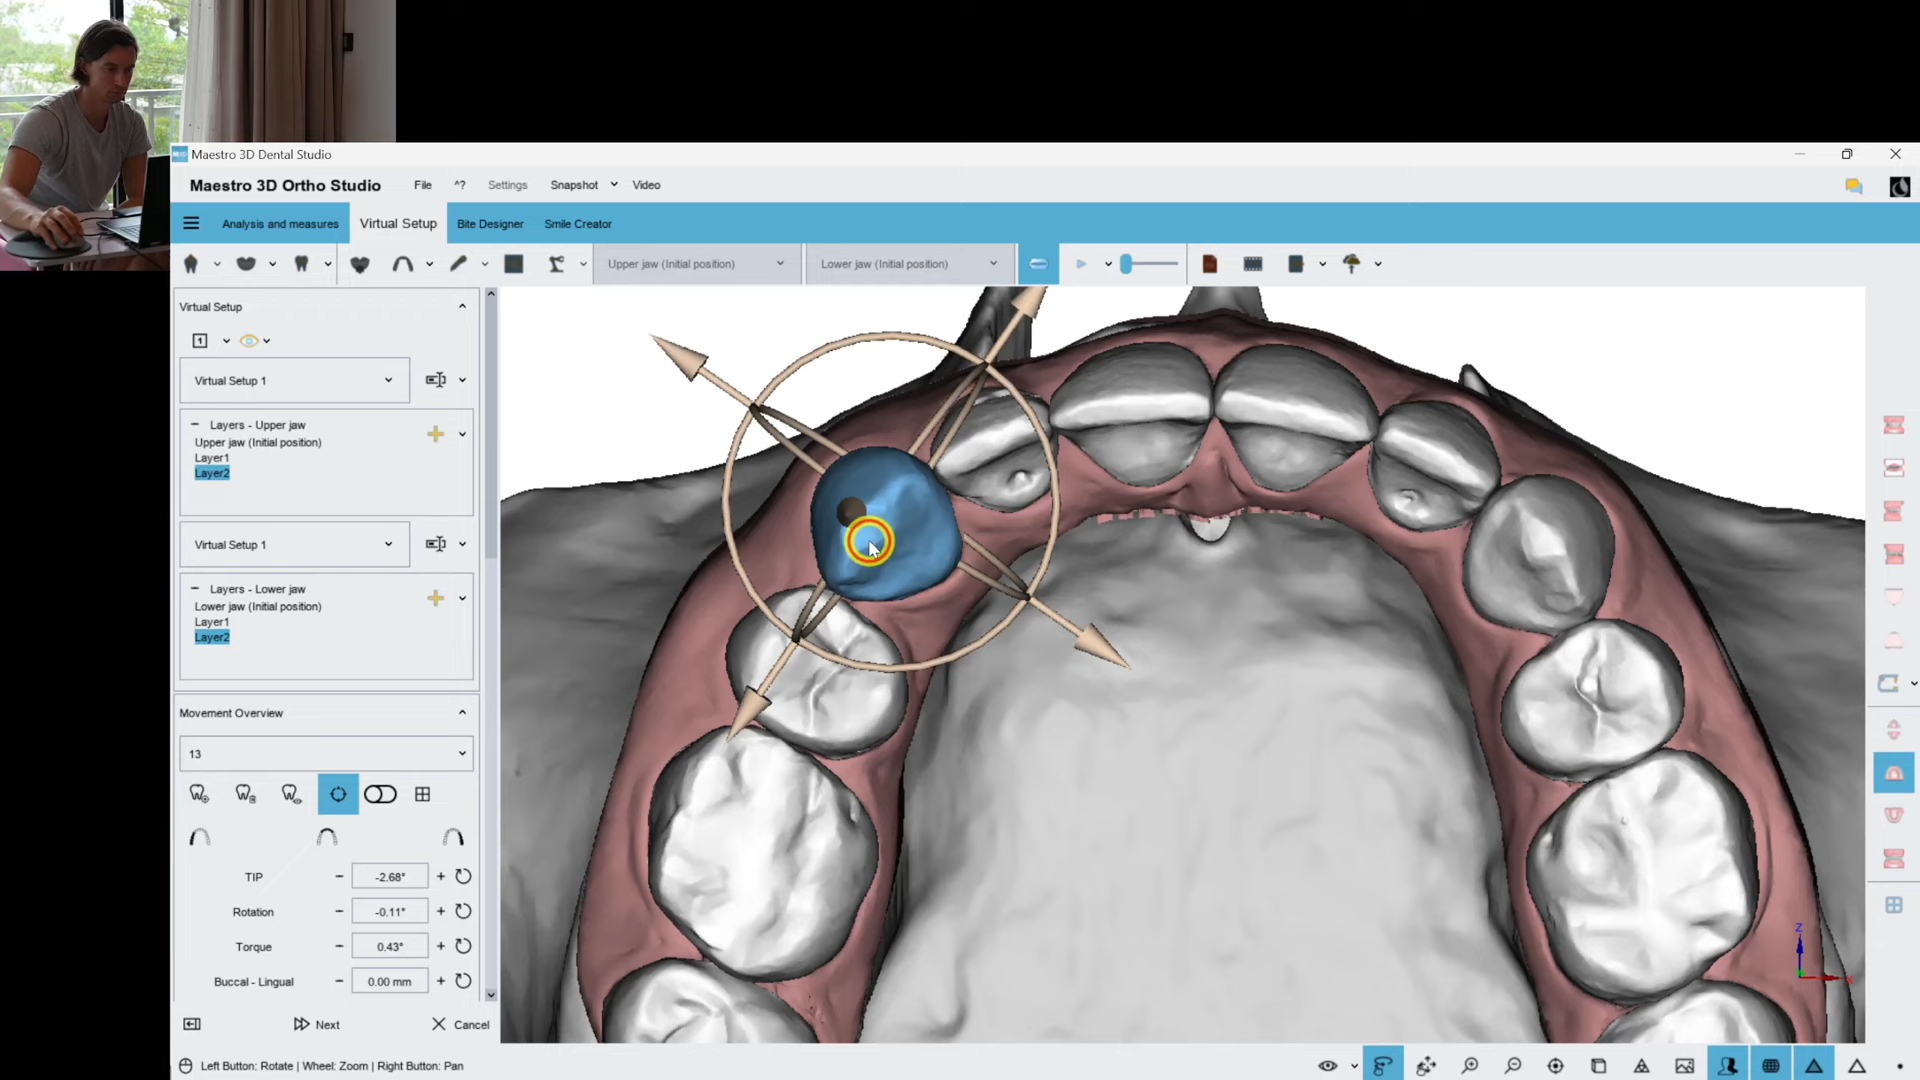 Maestro 3D Dental Studio
Maestro 3D Ortho Studio File ^? Settings Snapshot Video
Analysis and measures Virtual Setup Bite Designer Smile Creator
Upper jaw (Initial position) Lower jaw (Initial position)
Virtual Setup
1
Virtual Setup 1
Layers - Upper jaw
Upper jaw (Initial position)
Layer1
Layer2
Virtual Setup 1
Layers - Lower jaw
Lower jaw (Initial position)
Layer1
Layer2
Movement Overview
13
TIP - -2.68° +
Rotation - -0.11° +
Torque - 0.43° +
Buccal - Lingual - 0.00 mm +
Next Cancel
Left Button: Rotate | Wheel: Zoom | Right Button: Pan
Z
X